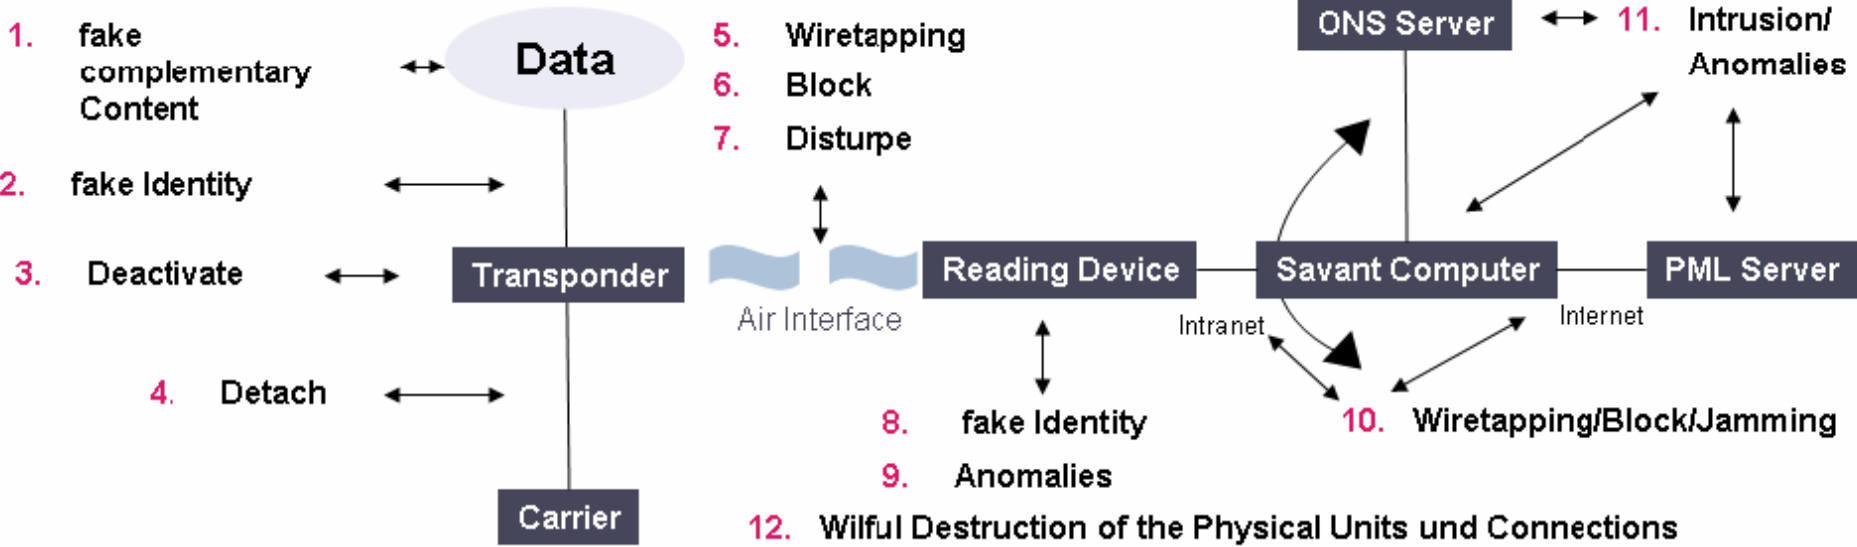 1. fake
complementary
Content
Data
2. fake Identity
3. Deactivate
Transponder
4. Detach
Carrier
5. Wiretapping
6. Block
7. Disturpe
Air Interface
Reading Device
8. fake Identity
9. Anomalies
ONS Server
11. Intrusion/
Anomalies
Savant Computer
PML Server
Intranet
Internet
10. Wiretapping/Block/Jamming
12. Wilful Destruction of the Physical Units und Connections